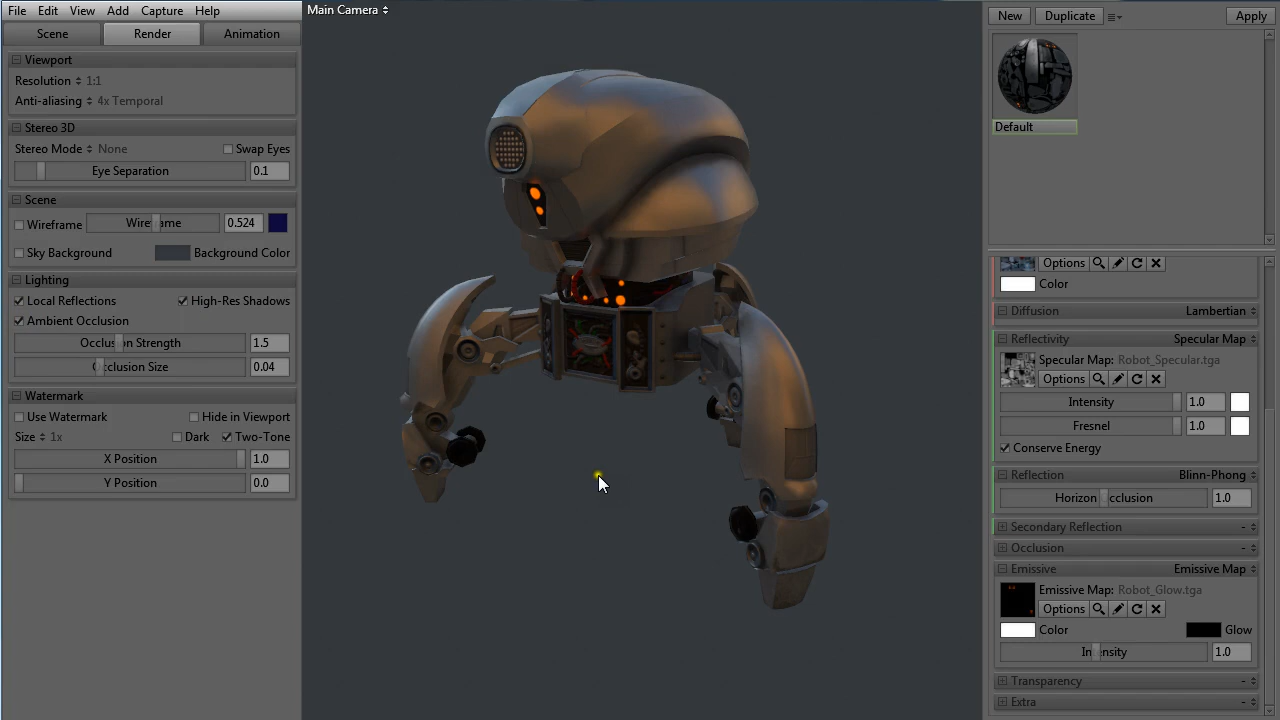 File Edit View Add Capture Help
Scene Render Animation
Viewport
Resolution 1:1
Anti-aliasing 4x Temporal
Stereo 3D
Stereo Mode None Swap Eyes
Eye Separation 0.1
Scene
Wireframe Wireframe 0.524
Sky Background Background Color
Lighting
Local Reflections High-Res Shadows
Ambient Occlusion
Occlusion Strength 1.5
Occlusion Size 0.04
Watermark
Use Watermark Hide in Viewport
Size 1x Dark Two-Tone
X Position 1.0
Y Position 0.0
Main Camera
New Duplicate Apply
Default
Options
Color
Diffusion Lambertian
Reflectivity Specular Map
Specular Map: Robot_Specular.tga
Options
Intensity 1.0
Fresnel 1.0
Conserve Energy
Reflection Blinn-Phong
Horizon Occlusion 1.0
Secondary Reflection -
Occlusion -
Emissive Emissive Map
Emissive Map: Robot_Glow.tga
Options
Color Glow
Intensity 1.0
Transparency -
Extra -